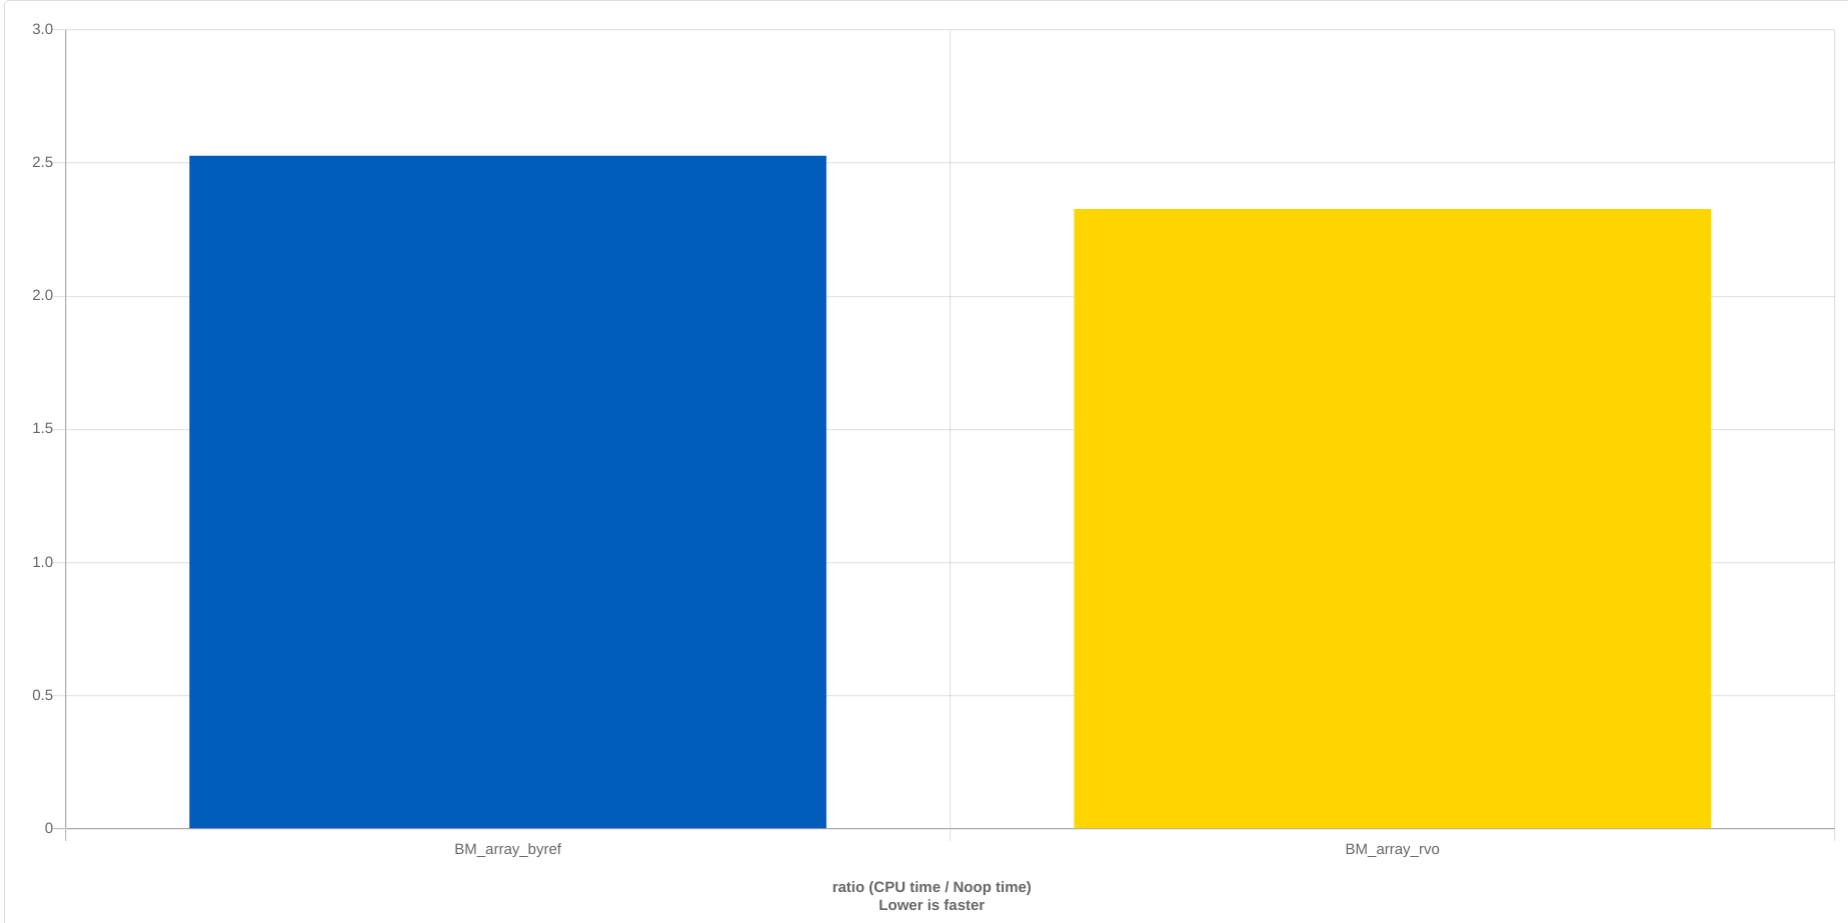 3.0
2.5
2.0
1.5
1.0
0.5
0
BM_array_byref
BM_array_rvo
ratio (CPU time / Noop time)
Lower is faster